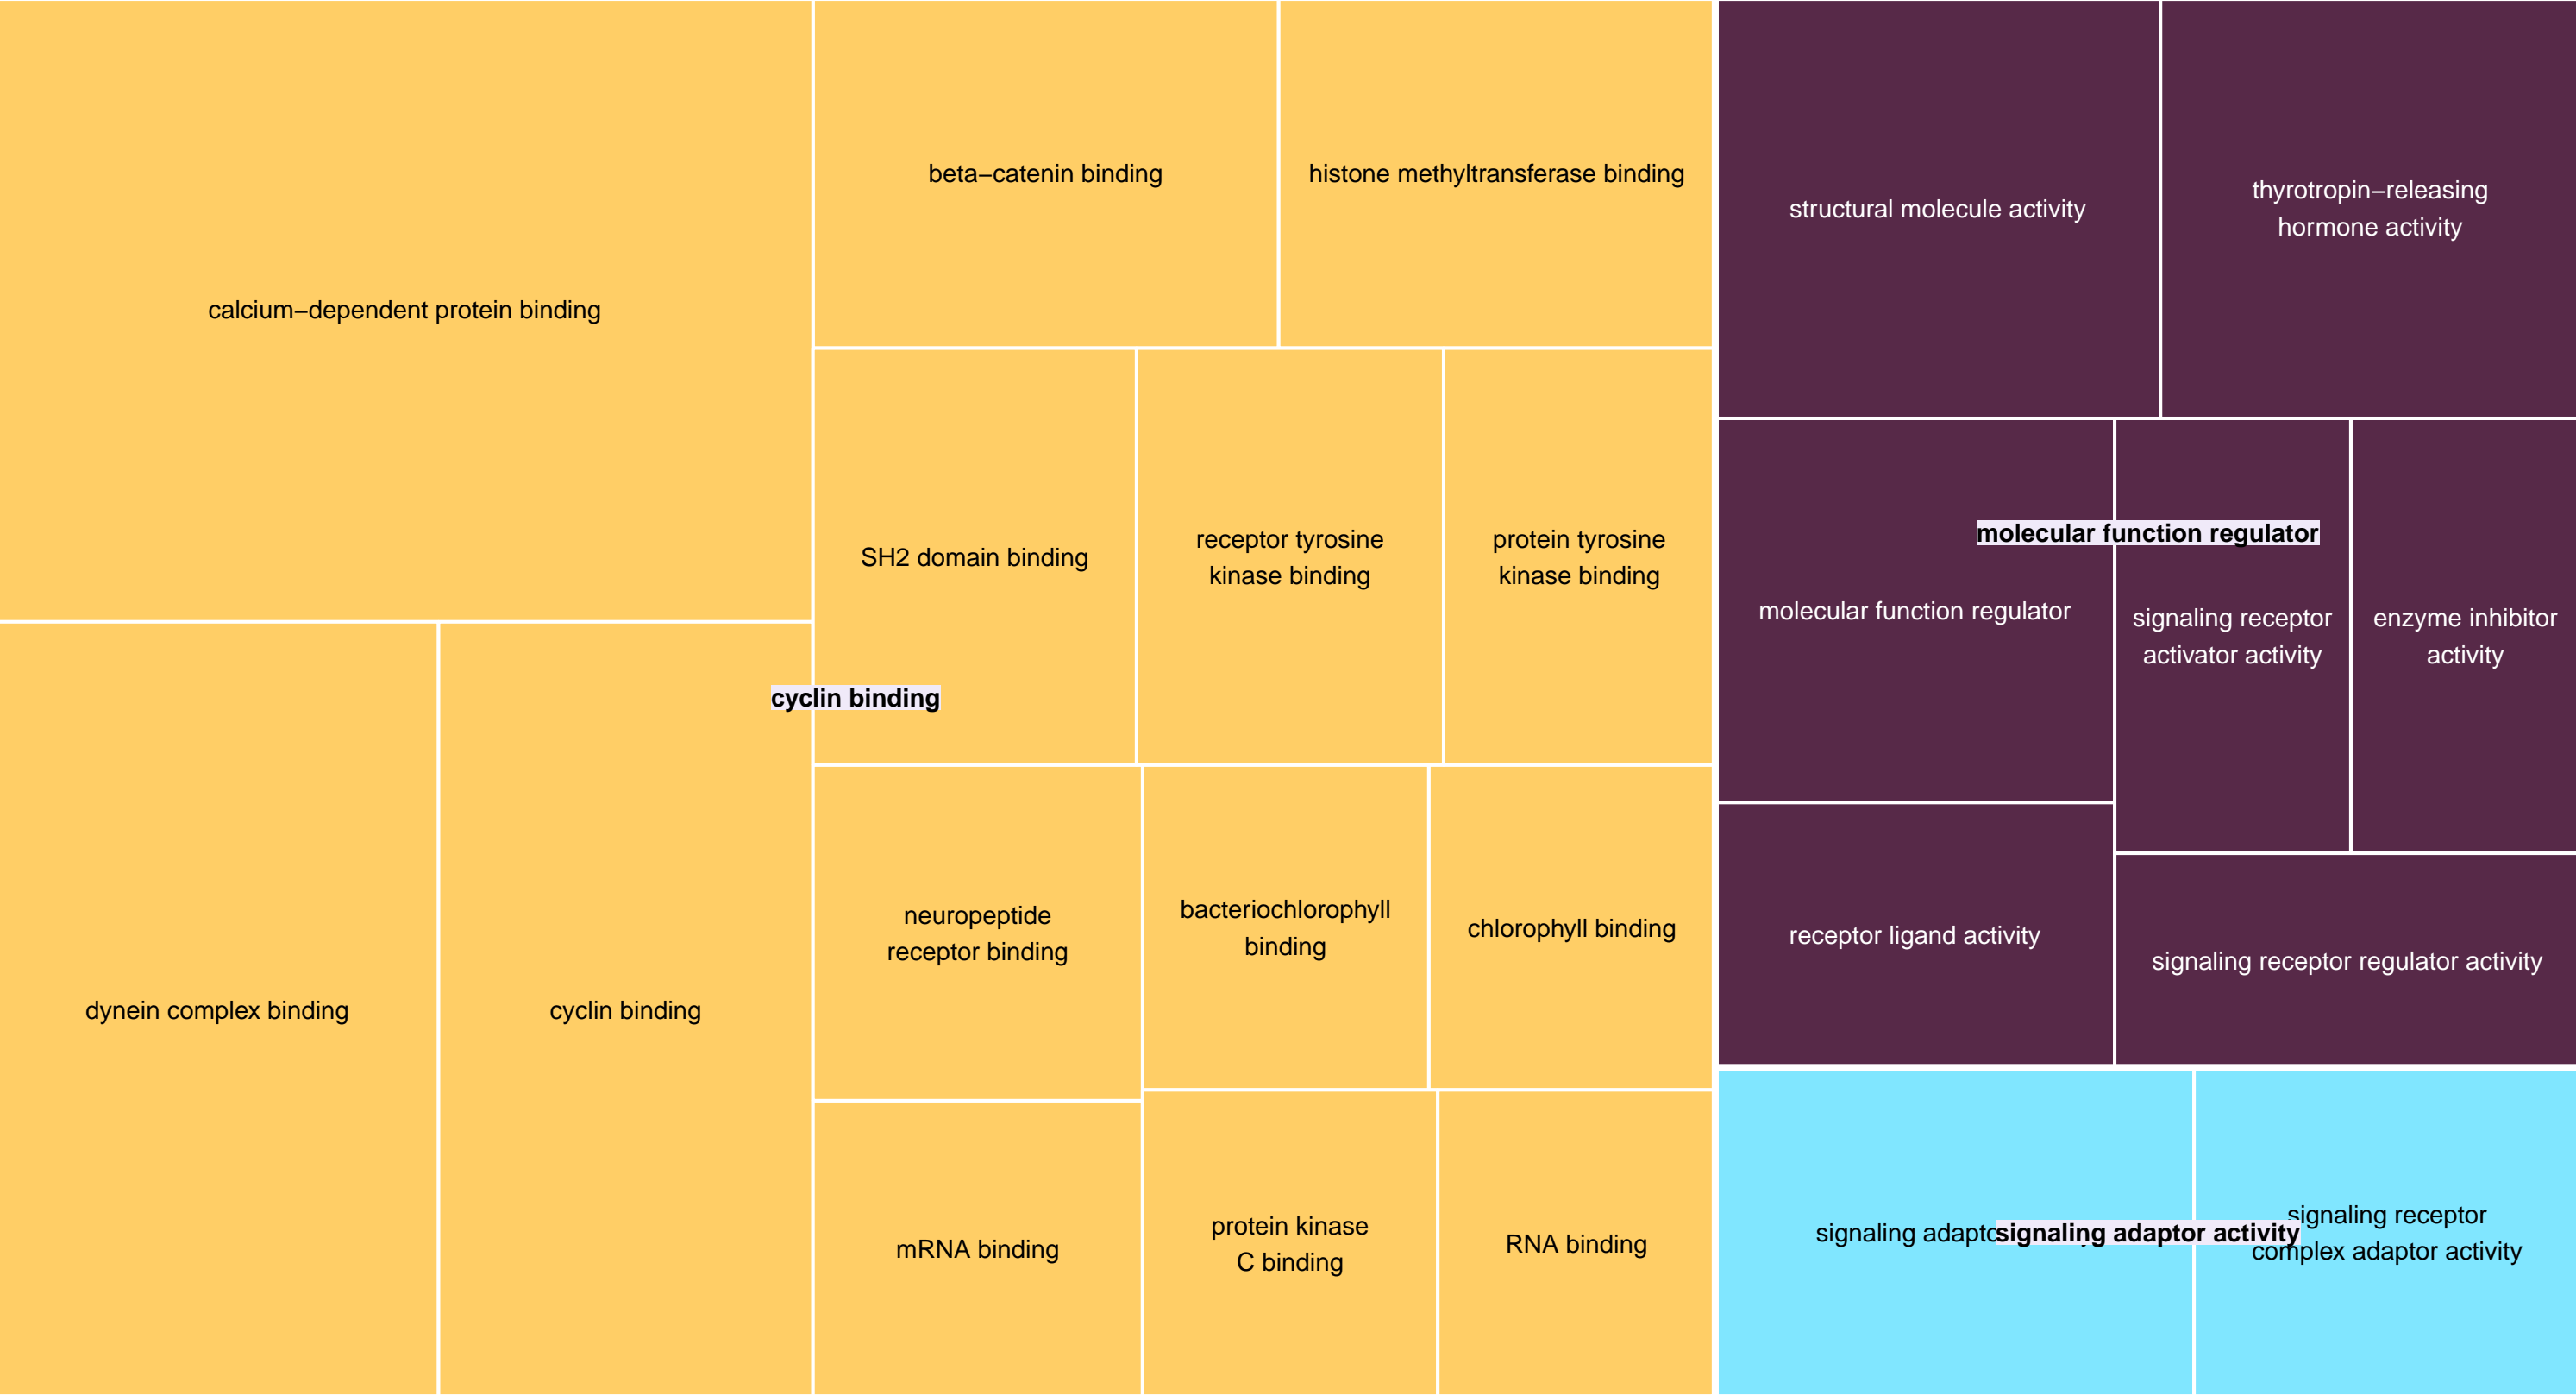 calcium−dependent protein binding
beta−catenin binding
histone methyltransferase binding
SH2 domain binding
receptor tyrosine
kinase binding
protein tyrosine
kinase binding
cyclin binding
dynein complex binding
cyclin binding
neuropeptide
receptor binding
bacteriochlorophyll
binding
chlorophyll binding
mRNA binding
protein kinase
C binding
RNA binding
structural molecule activity
thyrotropin−releasing
hormone activity
molecular function regulator
molecular function regulator
signaling receptor
activator activity
enzyme inhibitor
activity
receptor ligand activity
signaling receptor regulator activity
signaling
signaling adaptor activity
signaling receptor
complex adaptor activity